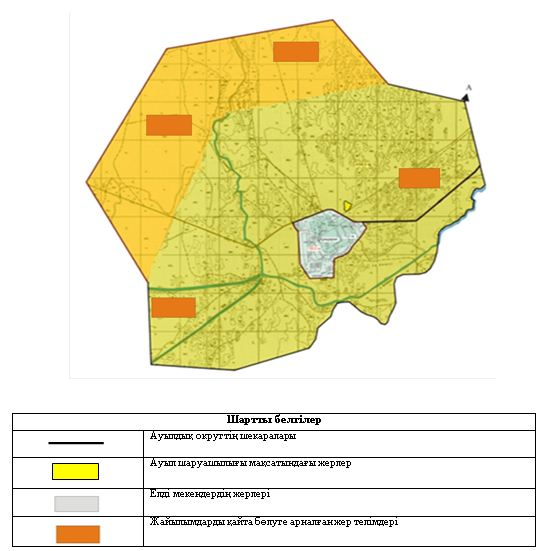 А
Шартты белгілер
Ауылдық округтің шекаралары
Ауыл шаруашылығы мақсатындағы жерлер
Елді мекендердің жерлері
Жайылымдарды қайта бөлуге арналған жер телімдері